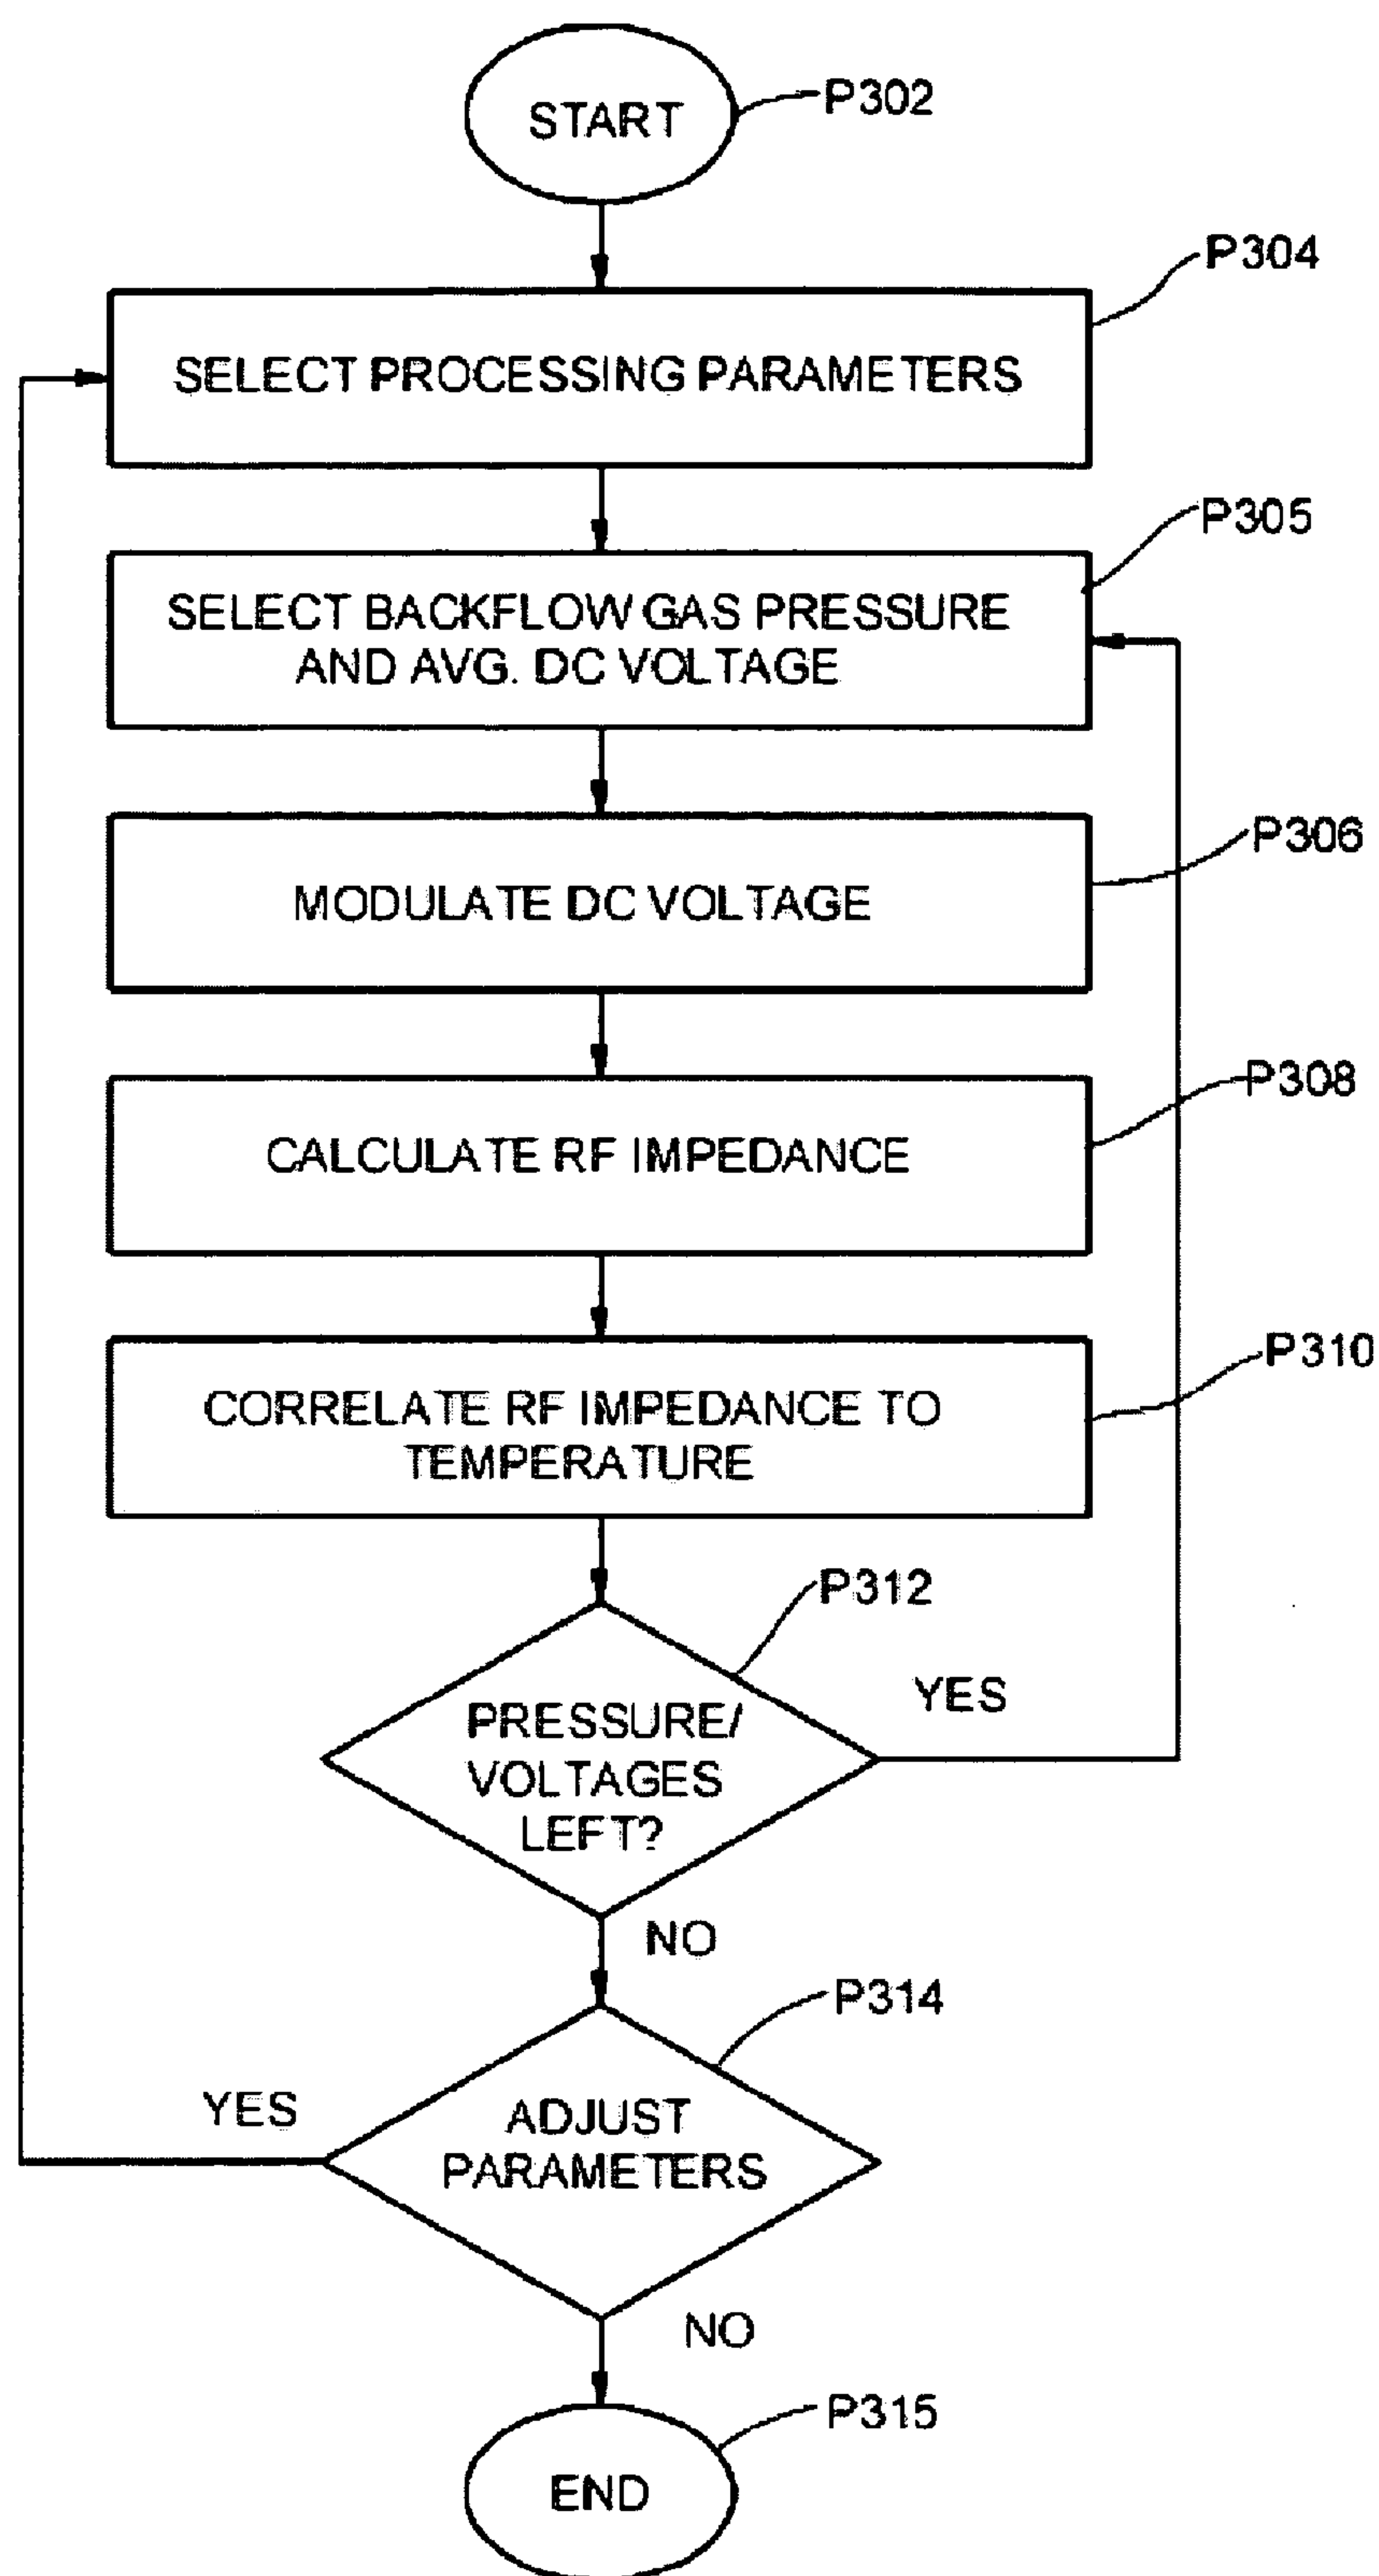 START
P302
P304
SELECT PROCESSING PARAMETERS
P305
SELECT BACKFLOW GAS PRESSURE
AND AVG. DC VOLTAGE
P306
MODULATE DC VOLTAGE
P308
CALCULATE RF IMPEDANCE
P310
CORRELATE RF IMPEDANCE TO
TEMPERATURE
P312
PRESSURE/
VOLTAGES
LEFT?
YES
NO
P314
ADJUST
PARAMETERS
YES
NO
P315
END